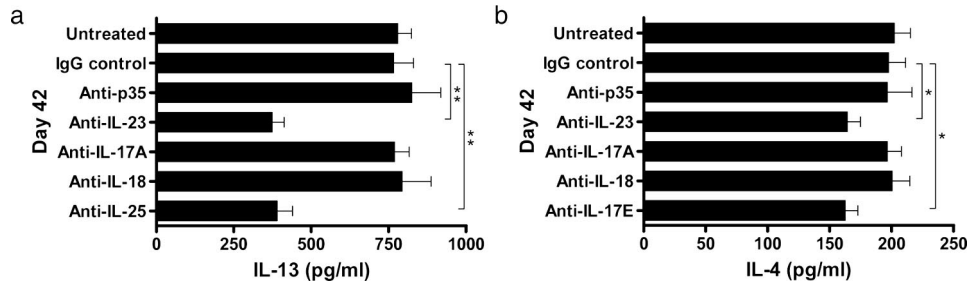 a
Day 42
Untreated
IgG control
Anti-p35
Anti-IL-23
Anti-IL-17A
Anti-IL-18
Anti-IL-25
* *
* *
0 250 500 750 1000
IL-13 (pg/ml)
b
Day 42
Untreated
IgG control
Anti-p35
Anti-IL-23
Anti-IL-17A
Anti-IL-18
Anti-IL-17E
*
*
0 50 100 150 200 250
IL-4 (pg/ml)